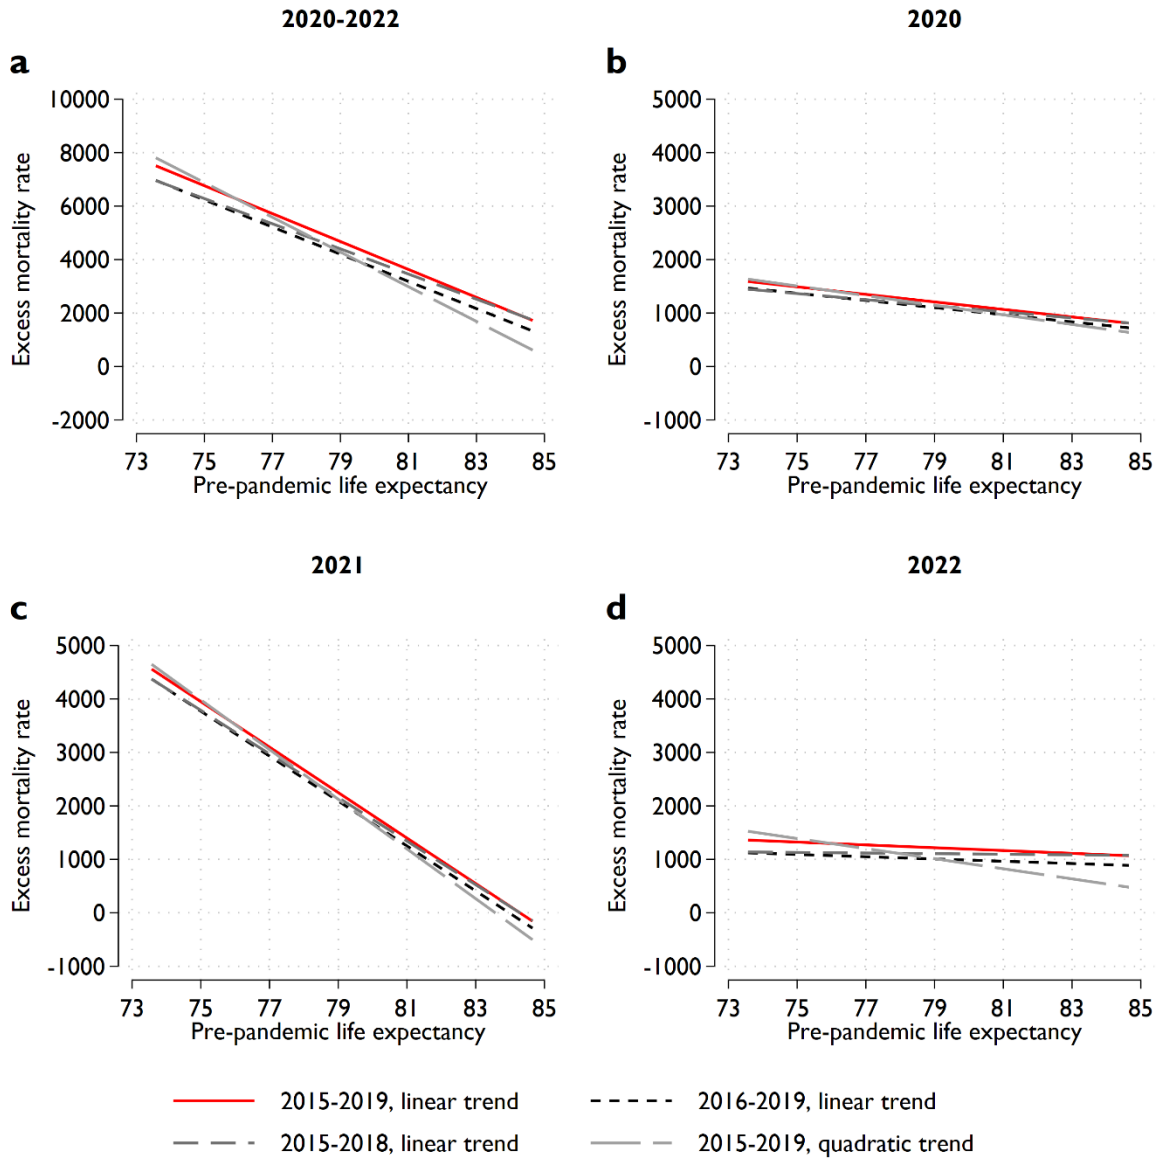 2020-2022
a
Excess mortality rate
10000
8000
6000
4000
2000
0
-2000
73 75 77 79 81 83 85
Pre-pandemic life expectancy
2020
b
Excess mortality rate
5000
4000
3000
2000
1000
0
-1000
73 75 77 79 81 83 85
Pre-pandemic life expectancy
2021
c
Excess mortality rate
5000
4000
3000
2000
1000
0
-1000
73 75 77 79 81 83 85
Pre-pandemic life expectancy
2022
d
Excess mortality rate
5000
4000
3000
2000
1000
0
-1000
73 75 77 79 81 83 85
Pre-pandemic life expectancy
2015-2019, linear trend
2016-2019, linear trend
2015-2018, linear trend
2015-2019, quadratic trend